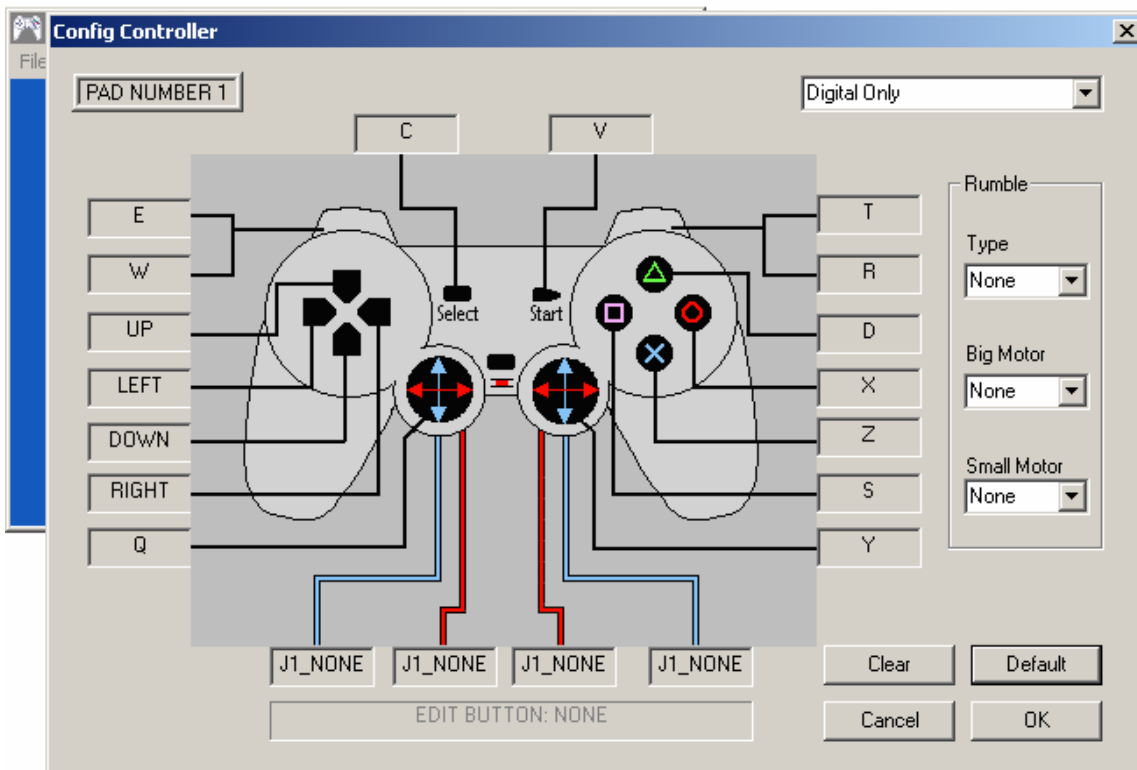 Config Controller
File
PAD NUMBER 1
Digital Only
C
V
E
W
UP
LEFT
DOWN
RIGHT
Q
Select
Start
T
R
D
X
Z
S
Y
Rumble
Type
None
Big Motor
None
Small Motor
None
J1_NONE
J1_NONE
J1_NONE
J1_NONE
EDIT BUTTON: NONE
Clear
Default
Cancel
OK